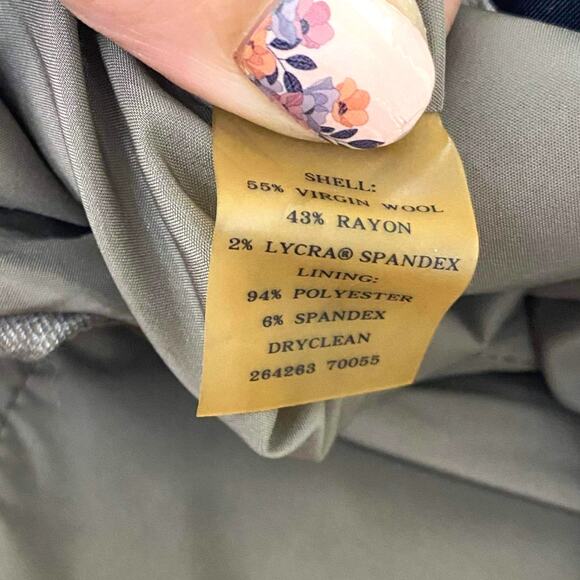 SHELL:
55% VIRGIN WOOL
43% RAYON
2% LYCRA® SPANDEX
LINING:
94% POLYESTER
6% SPANDEX
DRYCLEAN
264263 70055